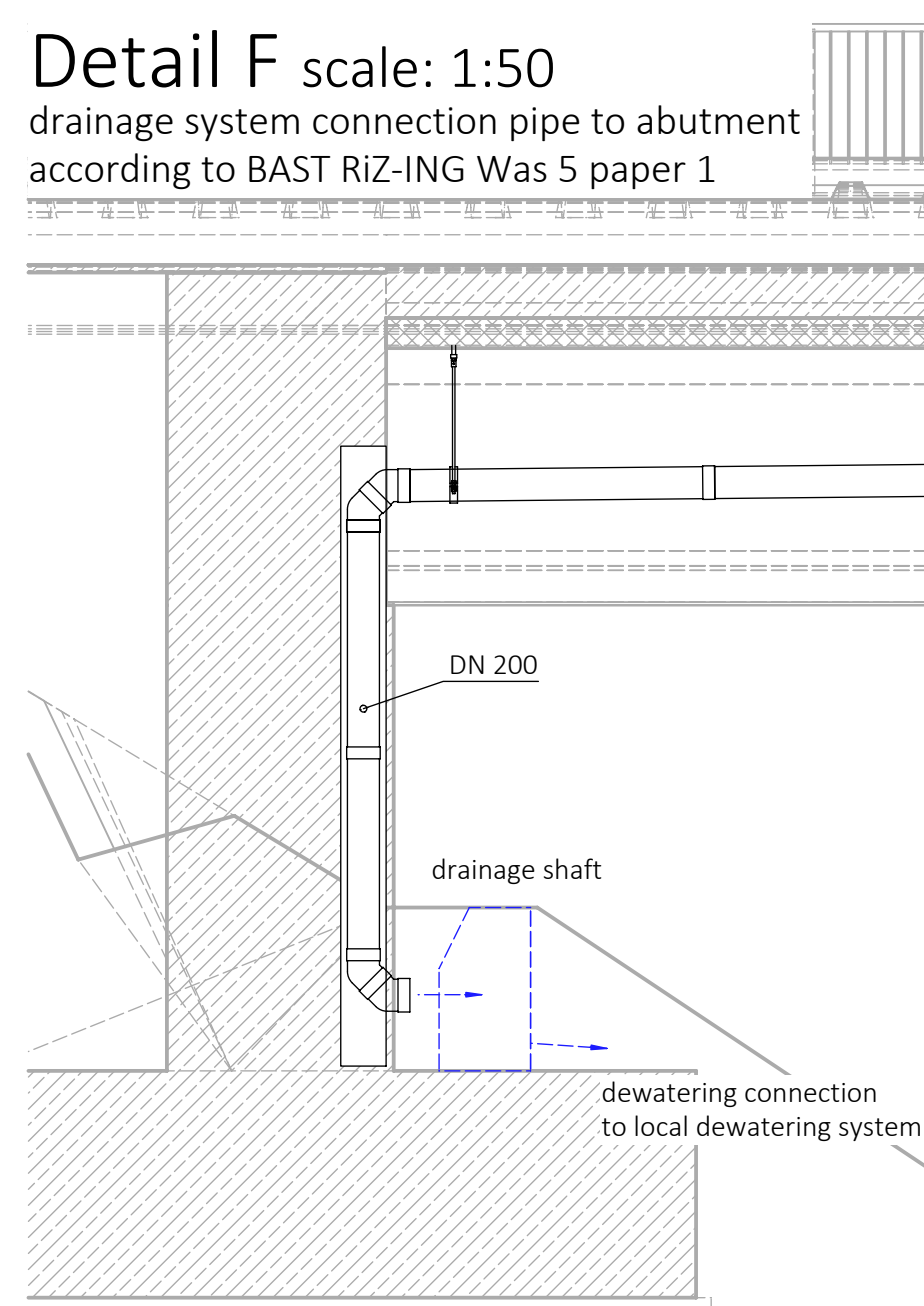 Detail F scale: 1:50
drainage system connection pipe to abutment
according to BAST RiZ-ING Was 5 paper 1
DN 200
drainage shaft
dewatering connection
to local dewatering system